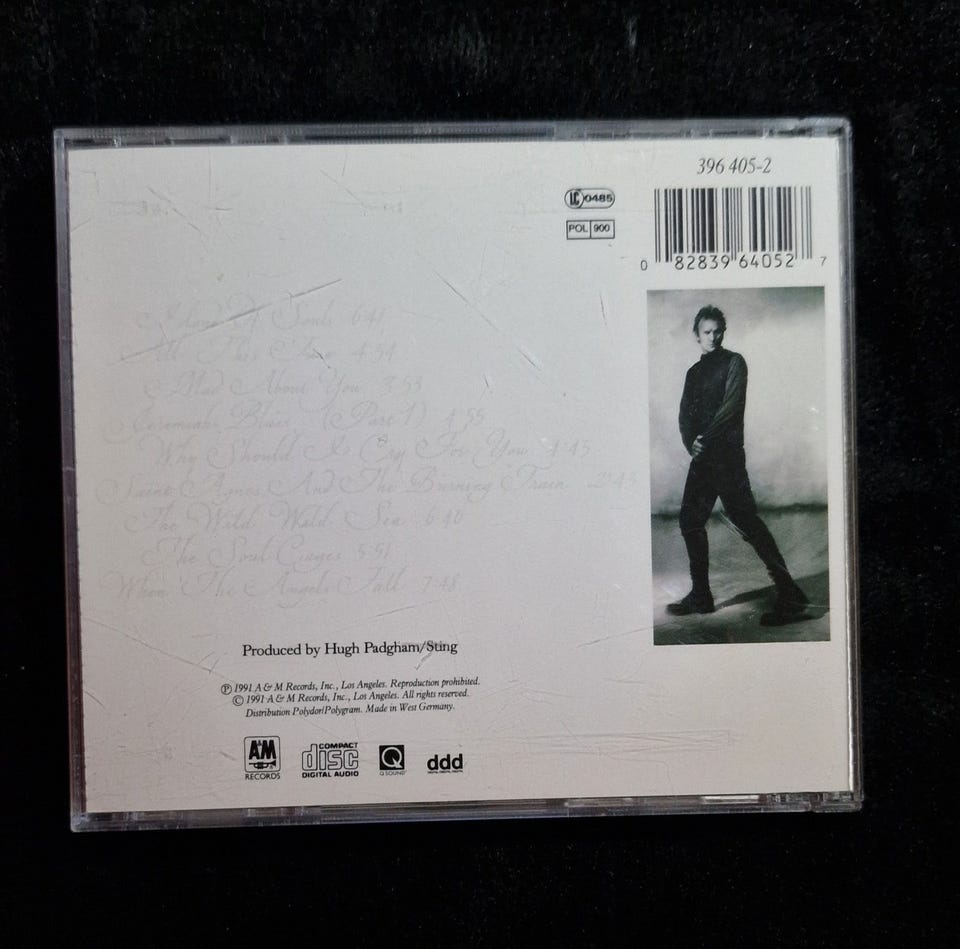 396 405-2
LC 0485
POL 900
0 82839 64052 7
Island Of Souls 6:41
All This Time 4:54
Mad About You 3:53
Jeremiah Blues (Part 1) 4:55
Why Should I Cry For You 4:45
Saint Agnes And The Burning Train 2:43
The Wild Wild Sea 6:40
The Soul Cages 5:51
When The Angels Fall 7:48
Produced by Hugh Padgham/Sting
Ⓟ 1991 A & M Records, Inc., Los Angeles. Reproduction prohibited.
© 1991 A & M Records, Inc., Los Angeles. All rights reserved.
Distribution Polydor/Polygram. Made in West Germany.
A&M RECORDS
COMPACT disc DIGITAL AUDIO
Q SOUND
ddd
DIGITAL DIGITAL DIGITAL